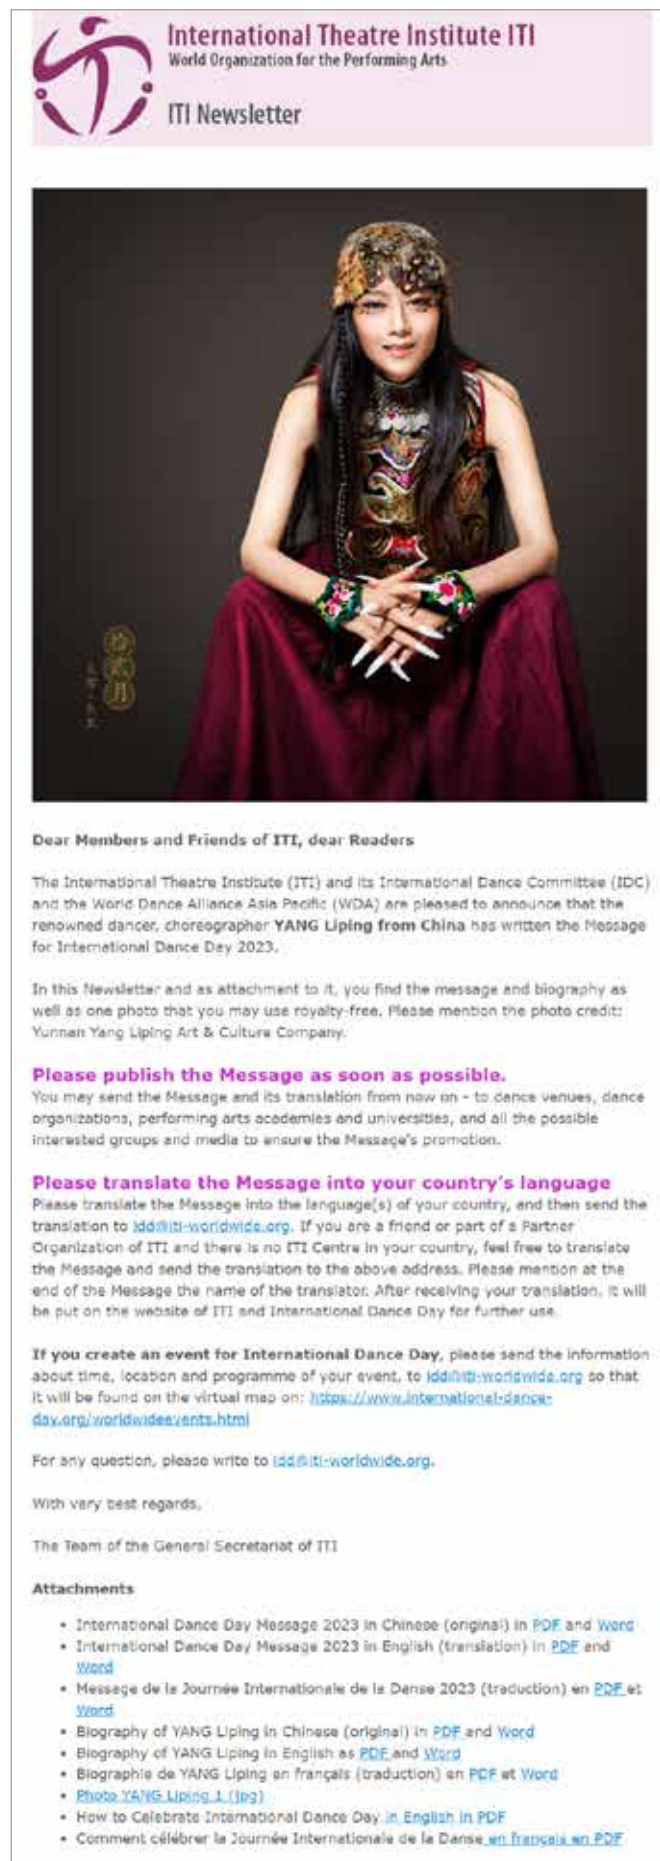 International Theatre Institute ITI
World Organization for the Performing Arts
ITI Newsletter
拾贰月
Dear Members and Friends of ITI, dear Readers
The International Theatre Institute (ITI) and its International Dance Committee (IDC)
and the World Dance Alliance Asia Pacific (WDA) are pleased to announce that the
renowned dancer, choreographer YANG Liping from China has written the Message
for International Dance Day 2023.
In this Newsletter and as attachment to it, you find the message and biography as
well as one photo that you may use royalty-free. Please mention the photo credit:
Yunnan Yang Liping Art & Culture Company.
Please publish the Message as soon as possible.
You may send the Message and its translation from now on - to dance venues, dance
organizations, performing arts academies and universities, and all the possible
interested groups and media to ensure the Message's promotion.
Please translate the Message into your country's language
Please translate the Message into the language(s) of your country, and then send the
translation to idd@iti-worldwide.org. If you are a friend or part of a Partner
Organization of ITI and there is no ITI Centre in your country, feel free to translate
the Message and send the translation to the above address. Please mention at the
end of the Message the name of the translator. After receiving your translation, it will
be put on the website of ITI and International Dance Day for further use.
If you create an event for International Dance Day, please send the information
about time, location and programme of your event, to idd@iti-worldwide.org so that
it will be found on the virtual map on: https://www.international-dance-
day.org/worldwideevents.html
For any question, please write to idd@iti-worldwide.org.
With very best regards,
The Team of the General Secretariat of ITI
Attachments
• International Dance Day Message 2023 in Chinese (original) in PDF and Word
• International Dance Day Message 2023 in English (translation) in PDF and
Word
• Message de la Journée Internationale de la Danse 2023 (traduction) en PDF et
Word
• Biography of YANG Liping in Chinese (original) in PDF and Word
• Biography of YANG Liping in English as PDF and Word
• Biographie de YANG Liping en français (traduction) en PDF et Word
• Photo YANG Liping 1 (jpg)
• How to Celebrate International Dance Day in English in PDF
• Comment célébrer la Journée Internationale de la Danse en français en PDF